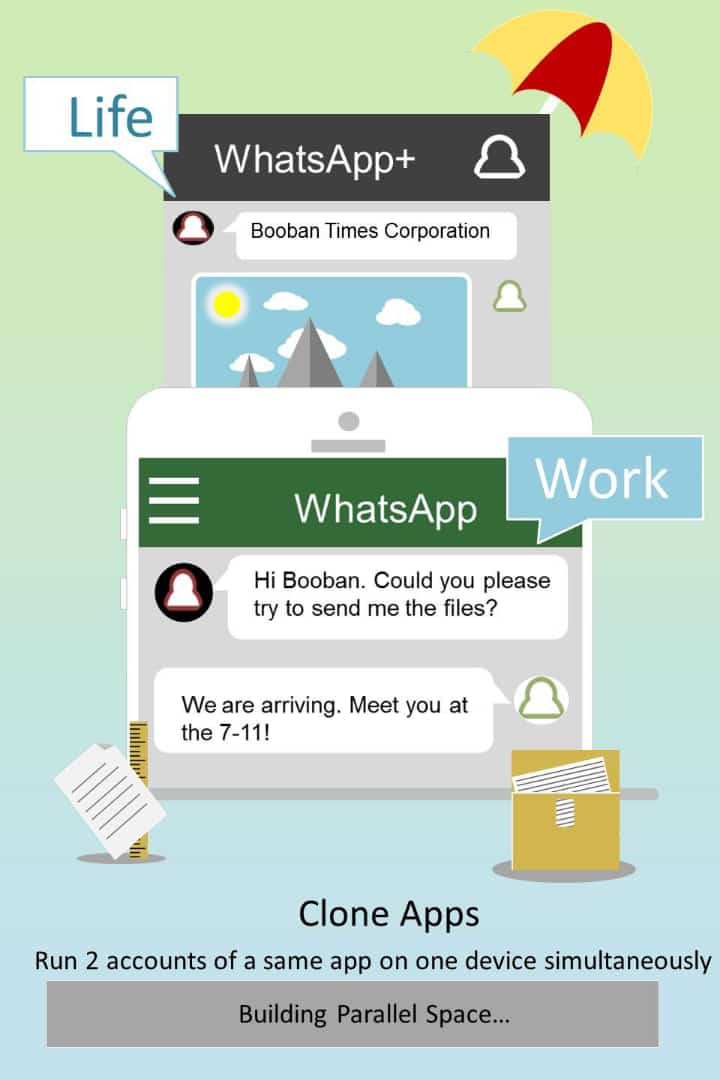 Life
WhatsApp+
Booban Times Corporation
Work
WhatsApp
Hi Booban. Could you please
try to send me the files?
We are arriving. Meet you at
the 7-11!
Clone Apps
Run 2 accounts of a same app on one device simultaneously
Building Parallel Space...